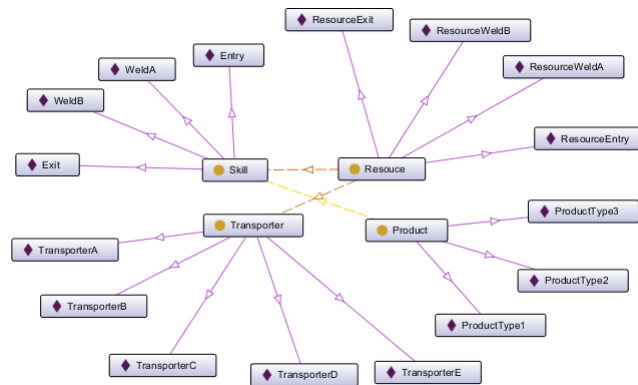 ResourceExit
ResourceWeldB
Entry
WeldA
ResourceWeldA
WeldB
ResourceEntry
Exit
Skill
Resouce
ProductType3
Transporter
Product
TransporterA
ProductType2
TransporterB
ProductType1
TransporterC
TransporterD
TransporterE